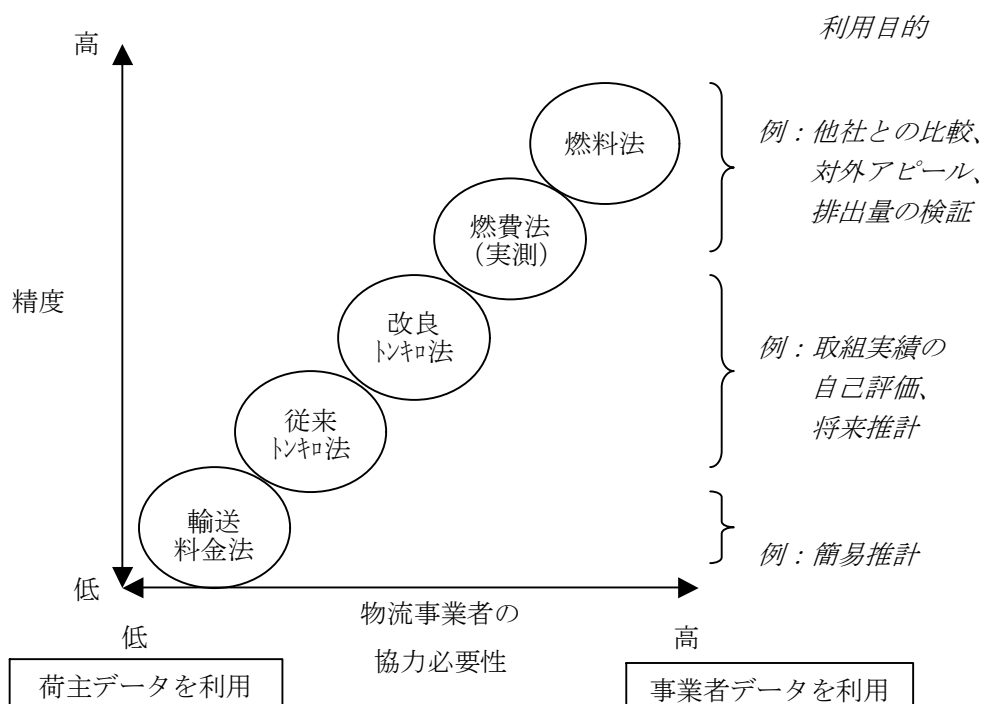 利用目的
高
燃料法
例：他社との比較、
対外アピール、
排出量の検証
燃費法
（実測）
精度
改良
ﾄﾝｷﾛ法
例：取組実績の
自己評価、
将来推計
従来
ﾄﾝｷﾛ法
輸送
料金法
例：簡易推計
低
物流事業者の
協力必要性
低
高
荷主データを利用
事業者データを利用